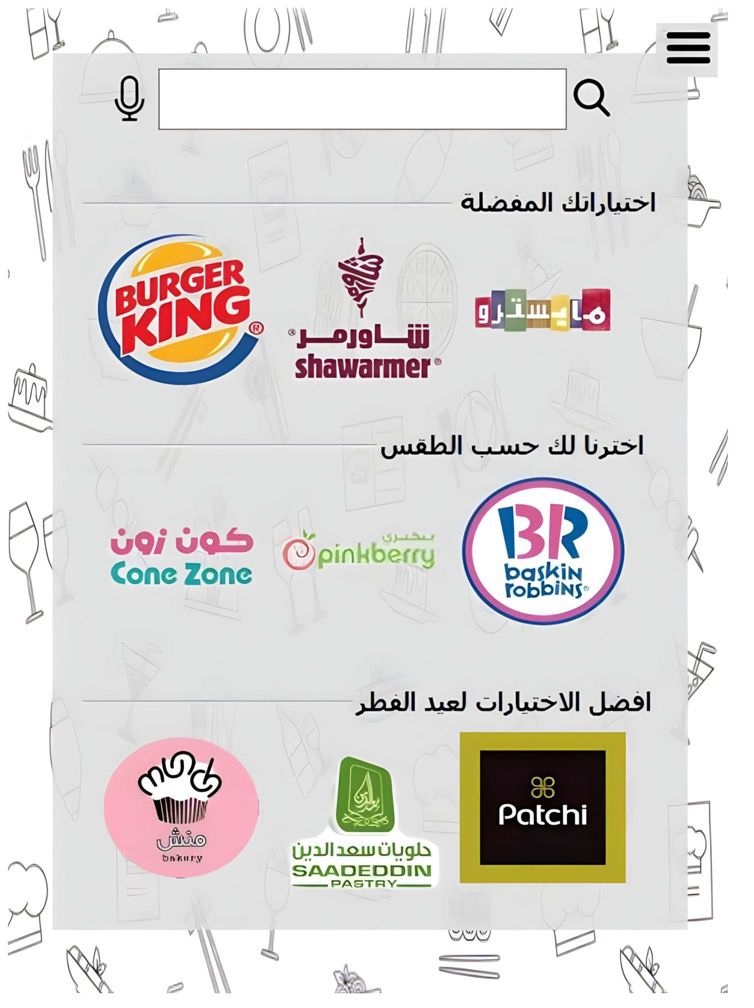 اختياراتك المفضلة
مايسترو
شاورمر®
shawarmer®
BURGER
KING®
اخترنا لك حسب الطقس
BR
baskin
robbins®
بنكبري
pinkberry
كون زون
Cone Zone
افضل الاختيارات لعيد الفطر
Patchi
حلويات سعد الدين
SAADEDDIN
PASTRY
munch
منش
bakery